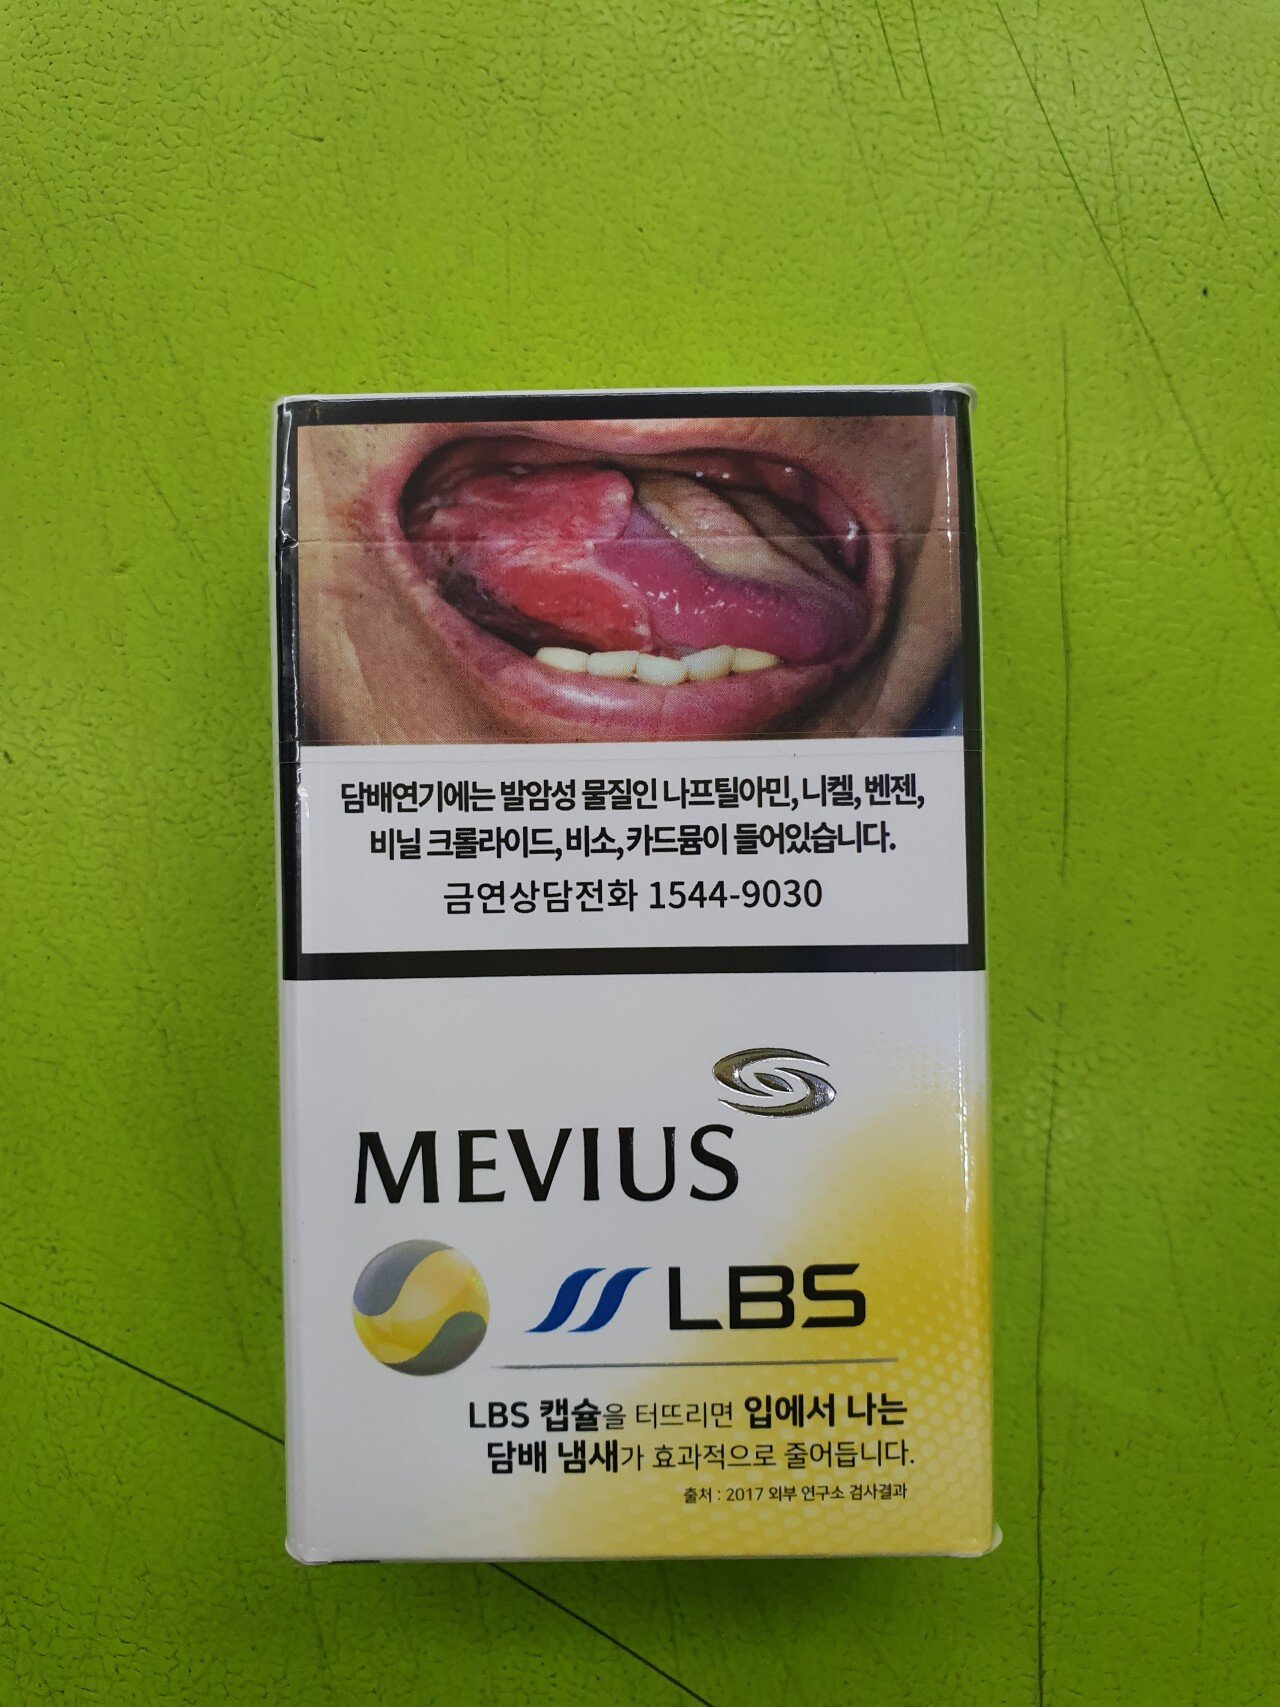 담배연기에는 발암성 물질인 나프틸아민, 니켈, 벤젠,
비닐 크롤라이드, 비소, 카드뮴이 들어있습니다.
금연상담전화 1544-9030
MEVIUS
LBS
LBS 캡슐을 터뜨리면 입에서 나는
담배 냄새가 효과적으로 줄어듭니다.
출처 : 2017 외부 연구소 검사결과